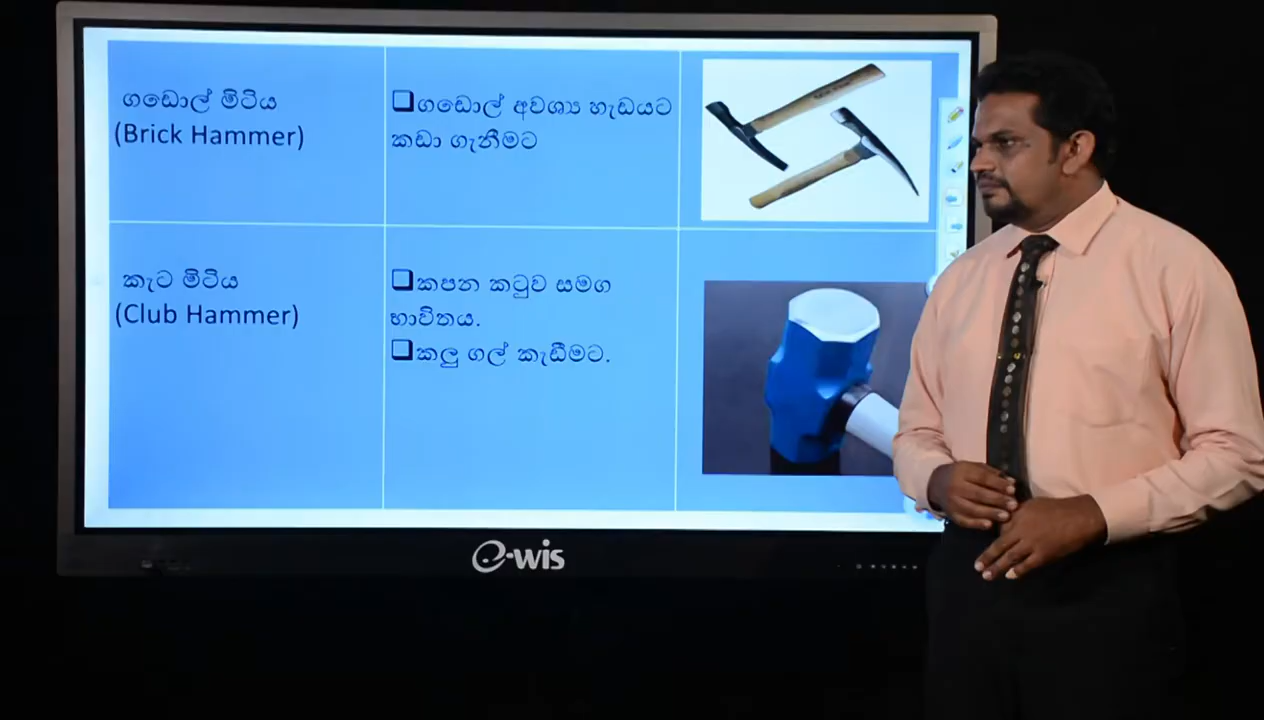 ගඩොල් මිටිය
(Brick Hammer)
❑ගඩොල් අවශ්‍ය හැඩයට
කඩා ගැනීමට
කැට මිටිය
(Club Hammer)
❑කපන කටුව සමග
භාවිතය.
❑කලු ගල් කැඩීමට.
e-wis